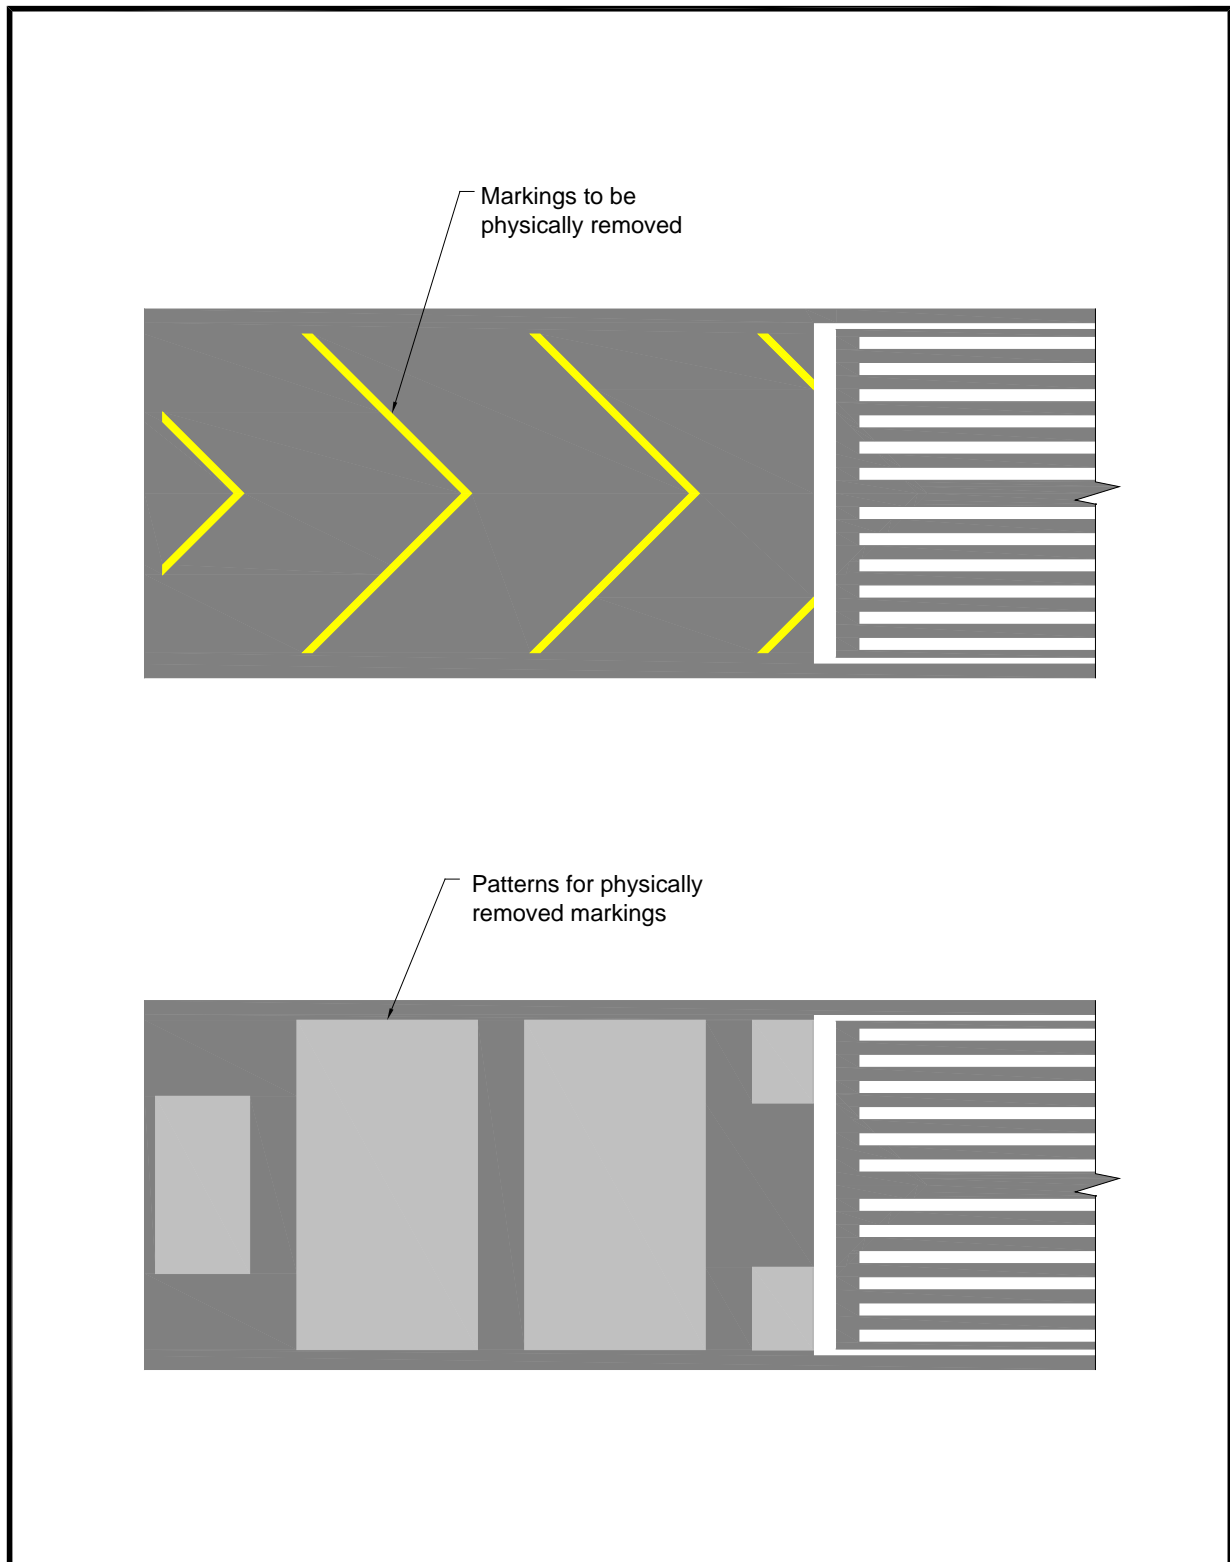 Markings to be
physically removed
Patterns for physically
removed markings